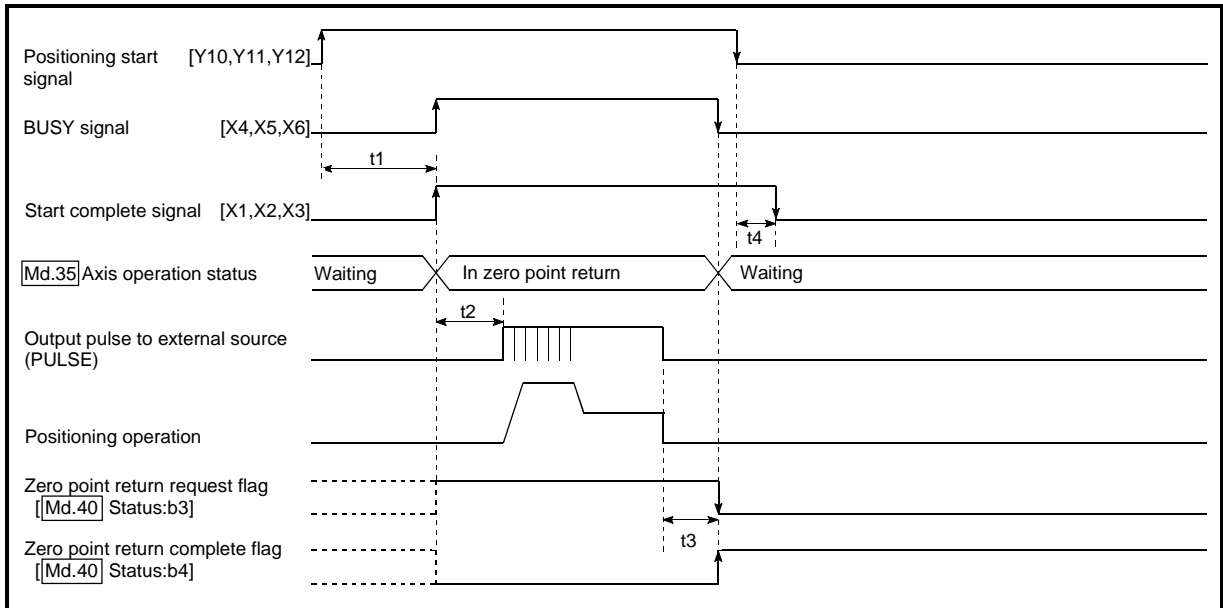 Positioning start [Y10,Y11,Y12]
signal
BUSY signal [X4,X5,X6]
t1
Start complete signal [X1,X2,X3]
t4
Md.35 Axis operation status Waiting In zero point return Waiting
t2
Output pulse to external source
(PULSE)
Positioning operation
Zero point return request flag
[Md.40 Status:b3]
t3
Zero point return complete flag
[Md.40 Status:b4]